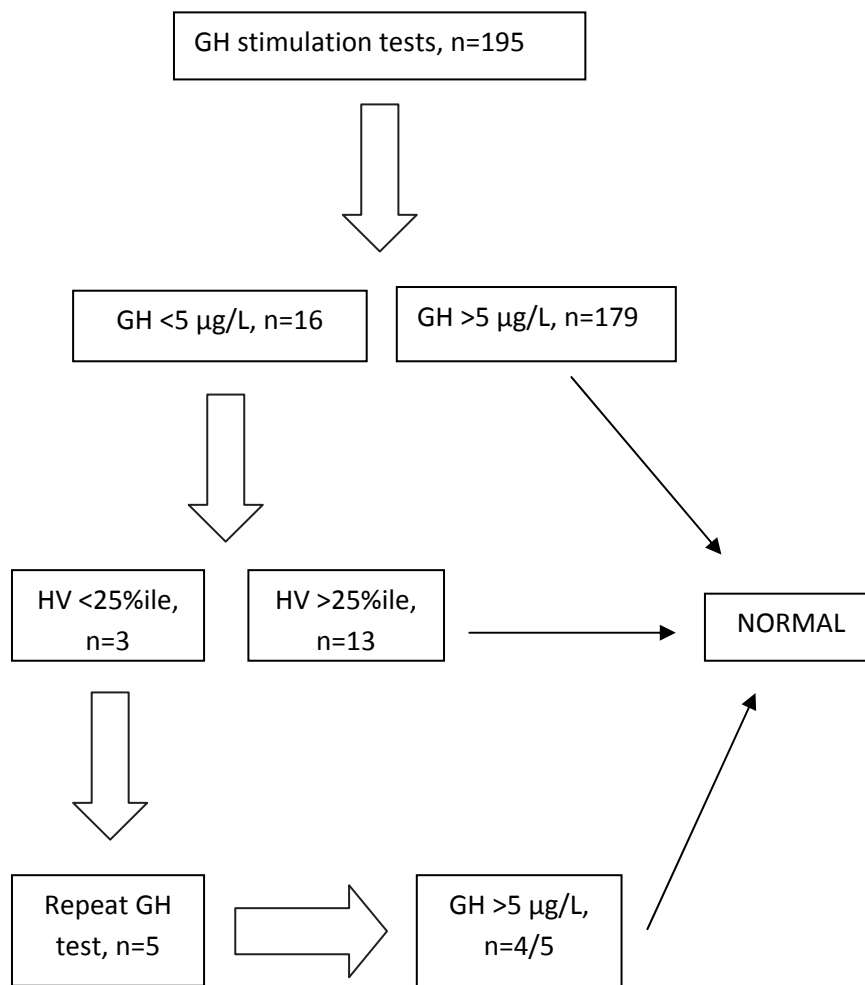 GH stimulation tests, n=195
GH <5 µg/L, n=16
GH >5 µg/L, n=179
HV <25%ile,
n=3
HV >25%ile,
n=13
NORMAL
Repeat GH
test, n=5
GH >5 µg/L,
n=4/5